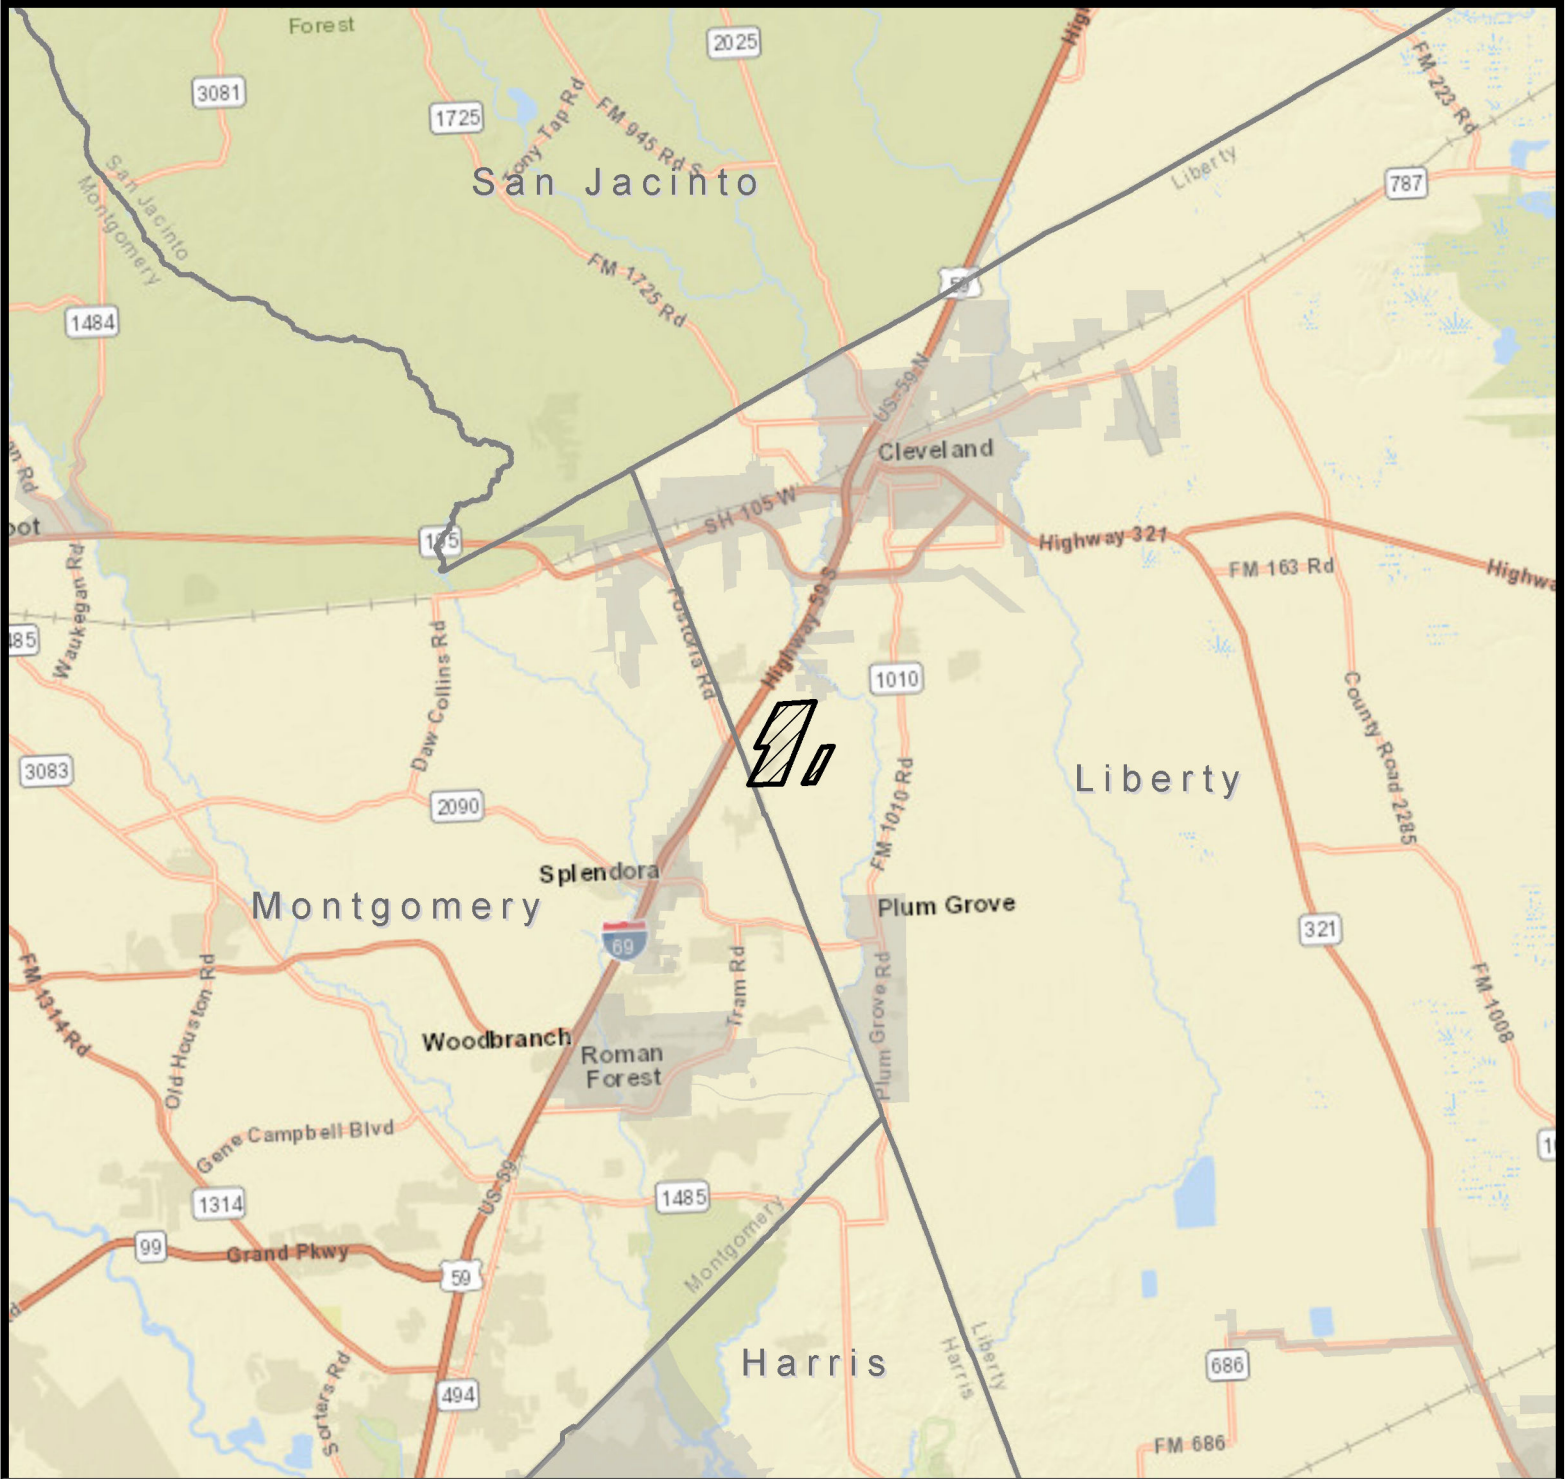 Forest
2025
3081
1725
Tony Tap Rd
FM 945 Rd S
FM 223 Rd
San Jacinto
Montgomery
San Jacinto
Liberty
787
FM 1725 Rd
59
1484
US-59 N
Cleveland
SH 105 W
105
Highway 321
FM 163 Rd
Waukegan Rd
Daw Collins Rd
Fostoria Rd
Highway 59 S
1010
County Road 2285
3083
2090
FM 1010 Rd
Liberty
Splendora
Montgomery
Plum Grove
69
321
FM 1314 Rd
Old Houston Rd
Tram Rd
Plum Grove Rd
FM 1008
Woodbranch
Roman
Forest
Gene Campbell Blvd
1314
US-59
1485
99
Grand Pkwy
59
Montgomery
Harris
Liberty
Harris
686
Sorters Rd
494
FM 686